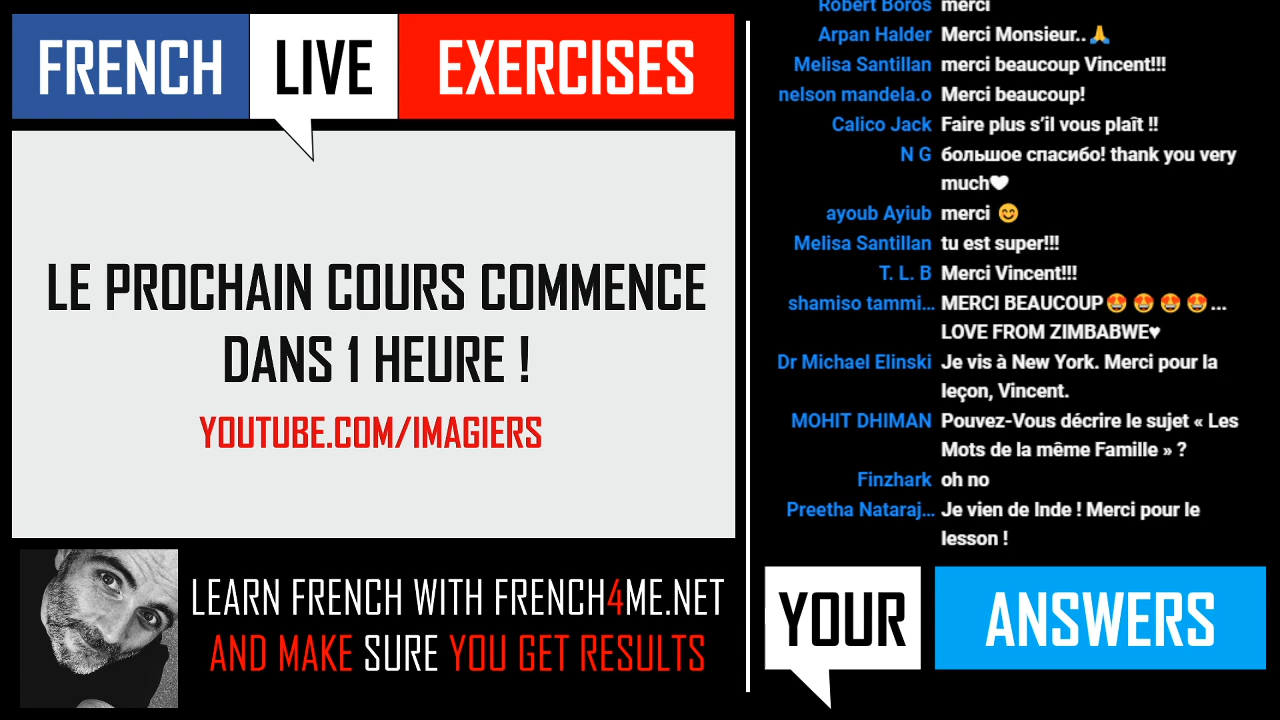 FRENCH LIVE EXERCISES
LE PROCHAIN COURS COMMENCE
DANS 1 HEURE !
YOUTUBE.COM/IMAGIERS
LEARN FRENCH WITH FRENCH4ME.NET
AND MAKE SURE YOU GET RESULTS
Robert Boros merci
Arpan Halder Merci Monsieur..🙏
Melisa Santillan merci beaucoup Vincent!!!
nelson mandela.o Merci beaucoup!
Calico Jack Faire plus s’il vous plaît !!
N G большое спасибо! thank you very
much🤍
ayoub Ayiub merci 😊
Melisa Santillan tu est super!!!
T. L. B Merci Vincent!!!
shamiso tammi... MERCI BEAUCOUP😍 😍 😍 😍 ...
LOVE FROM ZIMBABWE♥
Dr Michael Elinski Je vis à New York. Merci pour la
leçon, Vincent.
MOHIT DHIMAN Pouvez-Vous décrire le sujet « Les
Mots de la même Famille » ?
Finzhark oh no
Preetha Nataraj... Je vien de Inde ! Merci pour le
lesson !
YOUR ANSWERS